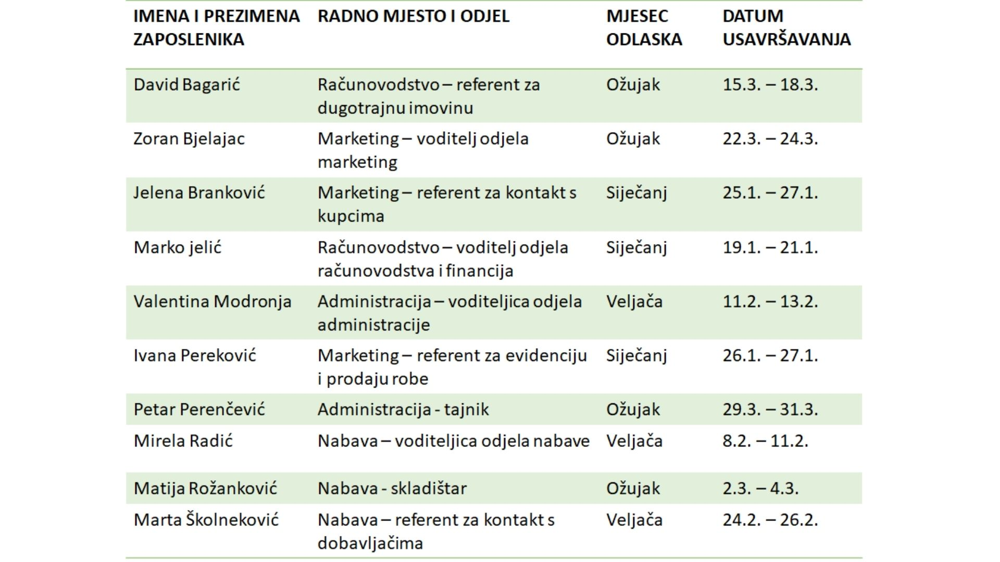 IMENA I PREZIMENA ZAPOSLENIKA RADNO MJESTO I ODJEL MJESEC ODLASKA DATUM USAVRŠAVANJA
David Bagarić Računovodstvo – referent za dugotrajnu imovinu Ožujak 15.3. – 18.3.
Zoran Bjelajac Marketing – voditelj odjela marketing Ožujak 22.3. – 24.3.
Jelena Branković Marketing – referent za kontakt s kupcima Siječanj 25.1. – 27.1.
Marko jelić Računovodstvo – voditelj odjela računovodstva i financija Siječanj 19.1. – 21.1.
Valentina Modronja Administracija – voditeljica odjela administracije Veljača 11.2. – 13.2.
Ivana Pereković Marketing – referent za evidenciju i prodaju robe Siječanj 26.1. – 27.1.
Petar Perenčević Administracija - tajnik Ožujak 29.3. – 31.3.
Mirela Radić Nabava – voditeljica odjela nabave Veljača 8.2. – 11.2.
Matija Rožanković Nabava - skladištar Ožujak 2.3. – 4.3.
Marta Školneković Nabava – referent za kontakt s dobavljačima Veljača 24.2. – 26.2.